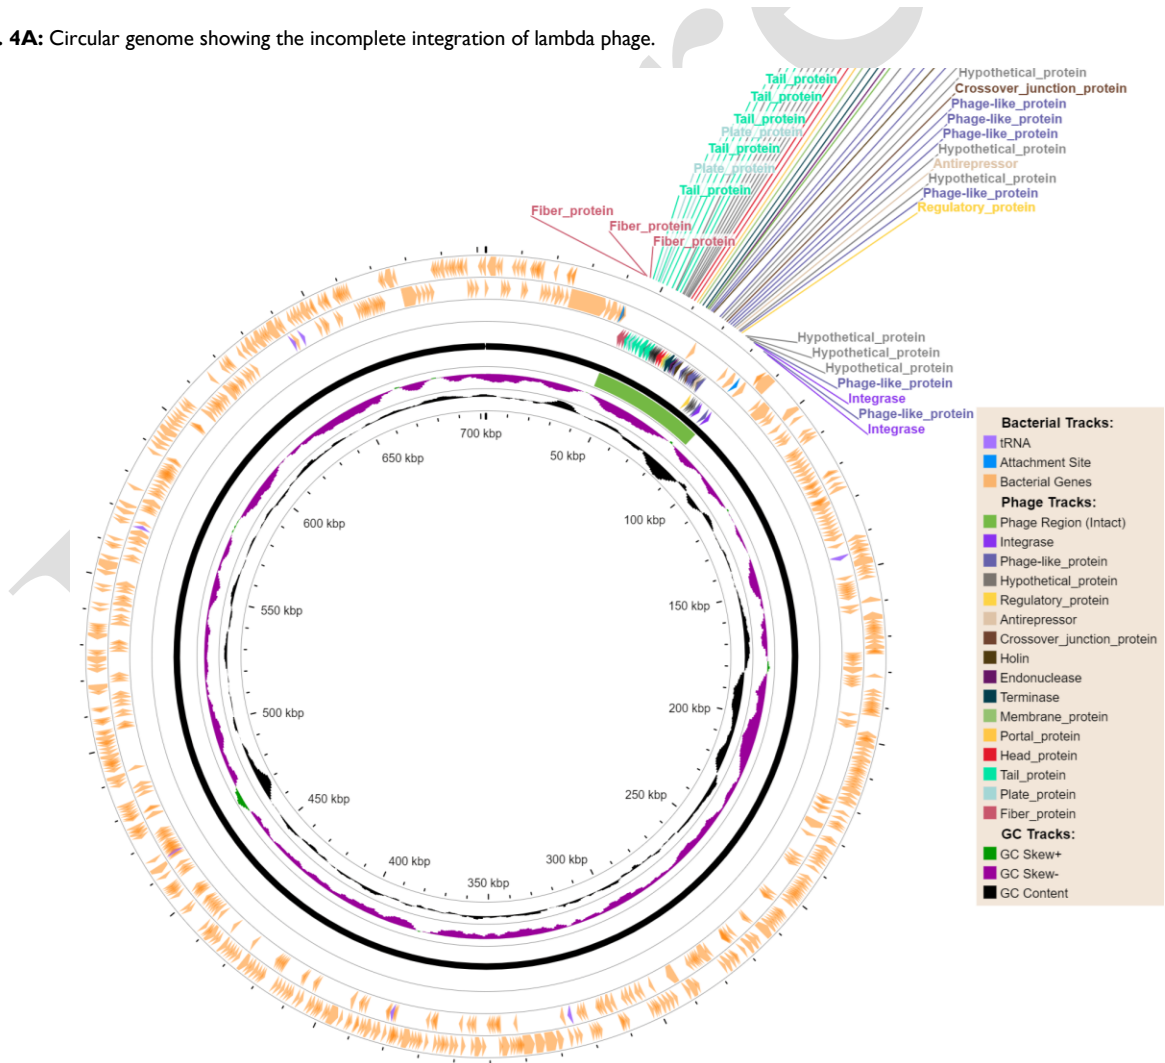 . 4A: Circular genome showing the incomplete integration of lambda phage.
Tail_protein
Tail_protein
Tail_protein
Plate_protein
Tail_protein
Plate_protein
Tail_protein
Fiber_protein
Fiber_protein
Fiber_protein
Hypothetical_protein
Crossover_junction_protein
Phage-like_protein
Phage-like_protein
Phage-like_protein
Hypothetical_protein
Antirepressor
Hypothetical_protein
Phage-like_protein
Regulatory_protein
Hypothetical_protein
Hypothetical_protein
Hypothetical_protein
Phage-like_protein
Integrase
Phage-like_protein
Integrase
700 kbp
50 kbp
100 kbp
150 kbp
200 kbp
250 kbp
300 kbp
350 kbp
400 kbp
450 kbp
500 kbp
550 kbp
600 kbp
650 kbp
Bacterial Tracks:
tRNA
Attachment Site
Bacterial Genes
Phage Tracks:
Phage Region (Intact)
Integrase
Phage-like_protein
Hypothetical_protein
Regulatory_protein
Antirepressor
Crossover_junction_protein
Holin
Endonuclease
Terminase
Membrane_protein
Portal_protein
Head_protein
Tail_protein
Plate_protein
Fiber_protein
GC Tracks:
GC Skew+
GC Skew-
GC Content